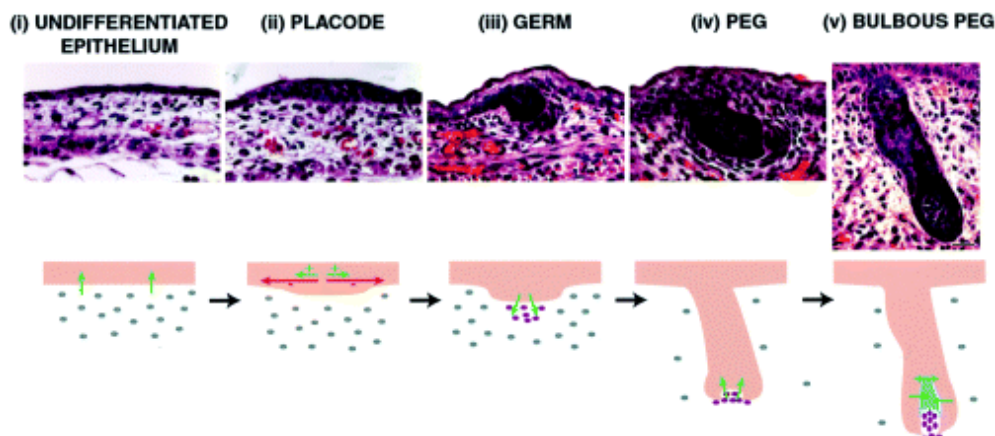 (i) UNDIFFERENTIATED
EPITHELIUM
(ii) PLACODE
(iii) GERM
(iv) PEG
(v) BULBOUS PEG
+ +